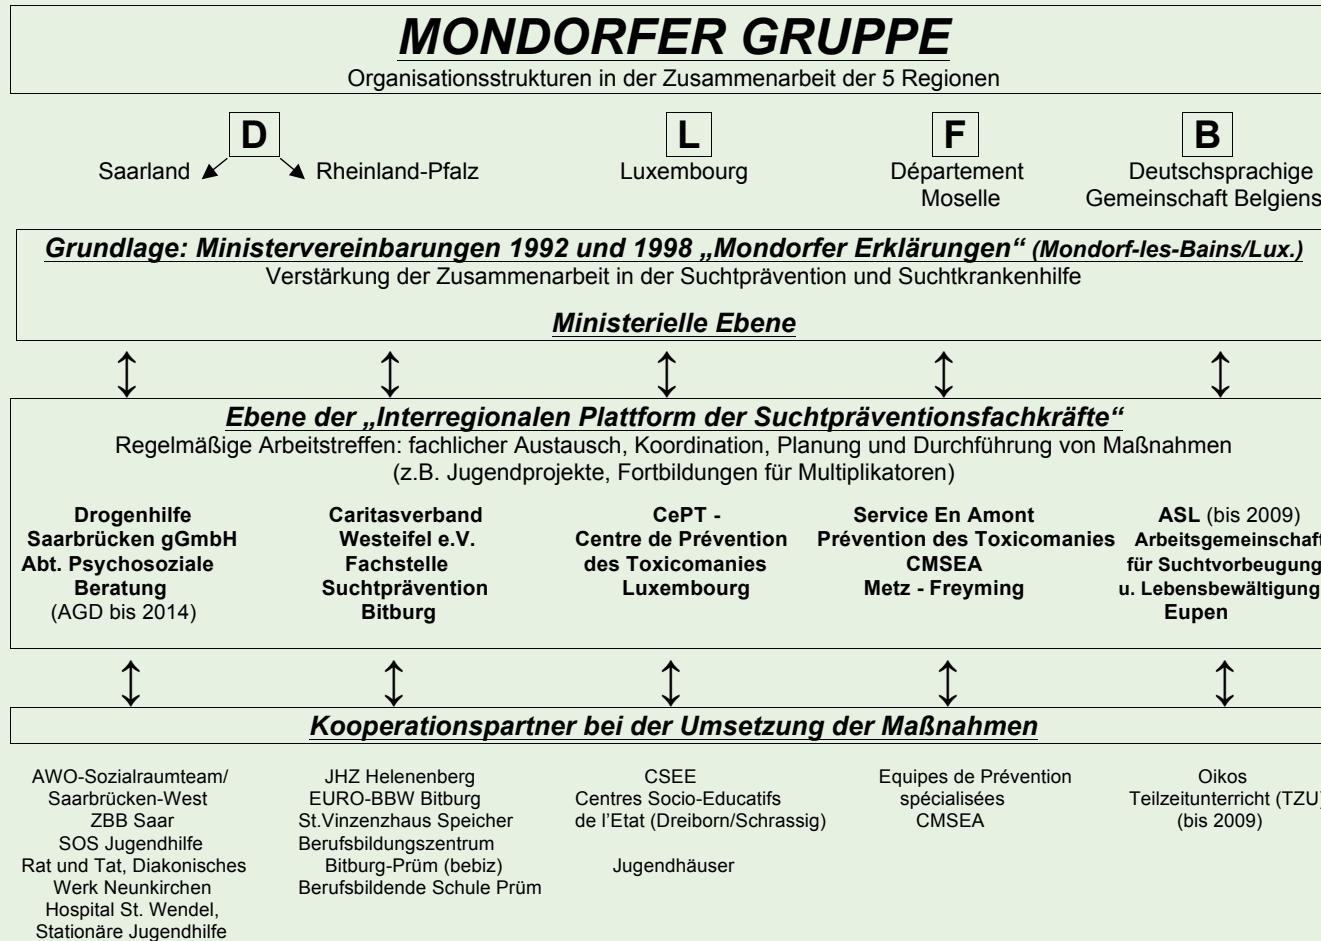 MONDORFER GRUPPE
Organisationsstrukturen in der Zusammenarbeit der 5 Regionen
D
L
F
B
Saarland
Rheinland-Pfalz
Luxembourg
Département
Moselle
Deutschsprachige
Gemeinschaft Belgiens
Grundlage: Ministervereinbarungen 1992 und 1998 „Mondorfer Erklärungen“ (Mondorf-les-Bains/Lux.)
Verstärkung der Zusammenarbeit in der Suchtprävention und Suchtkrankenhilfe
Ministerielle Ebene
Ebene der „Interregionalen Plattform der Suchtpräventionsfachkräfte“
Regelmäßige Arbeitstreffen: fachlicher Austausch, Koordination, Planung und Durchführung von Maßnahmen
(z.B. Jugendprojekte, Fortbildungen für Multiplikatoren)
Drogenhilfe
Saarbrücken gGmbH
Abt. Psychosoziale
Beratung
(AGD bis 2014)
Caritasverband
Westeifel e.V.
Fachstelle
Suchtprävention
Bitburg
CePT -
Centre de Prévention
des Toxicomanies
Luxembourg
Service En Amont
Prévention des Toxicomanies
CMSEA
Metz - Freyming
ASL (bis 2009)
Arbeitsgemeinschaft
für Suchtvorbeugung
u. Lebensbewältigung
Eupen
Kooperationspartner bei der Umsetzung der Maßnahmen
AWO-Sozialraumteam/
Saarbrücken-West
ZBB Saar
SOS Jugendhilfe
Rat und Tat, Diakonisches
Werk Neunkirchen
Hospital St. Wendel,
Stationäre Jugendhilfe
JHZ Helenenberg
EURO-BBW Bitburg
St.Vinzenzhaus Speicher
Berufsbildungszentrum
Bitburg-Prüm (bebiz)
Berufsbildende Schule Prüm
CSEE
Centres Socio-Educatifs
de l’Etat (Dreiborn/Schrassig)
Jugendhäuser
Equipes de Prévention
spécialisées
CMSEA
Oikos
Teilzeitunterricht (TZU)
(bis 2009)